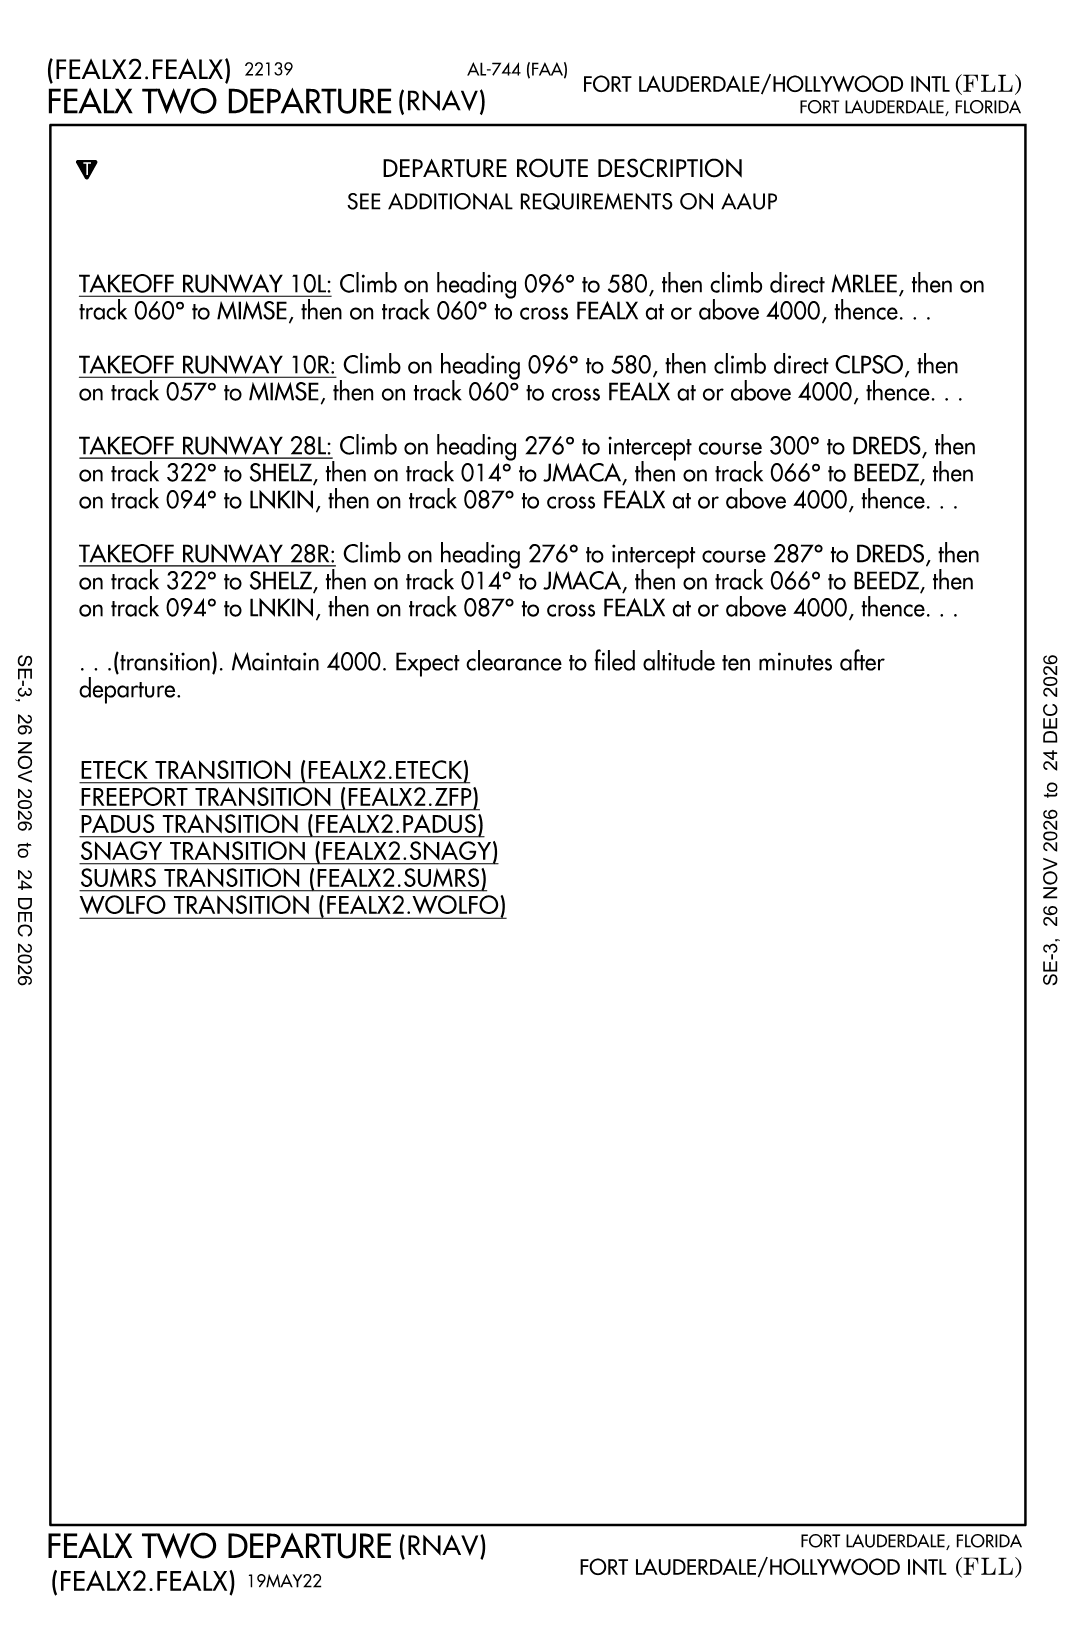 (FEALX2.FEALX) 22139 AL-744 (FAA) FORT LAUDERDALE/HOLLYWOOD INTL (FLL)
FEALX TWO DEPARTURE (RNAV) FORT LAUDERDALE, FLORIDA
T DEPARTURE ROUTE DESCRIPTION
SEE ADDITIONAL REQUIREMENTS ON AAUP
TAKEOFF RUNWAY 10L: Climb on heading 096° to 580, then climb direct MRLEE, then on
track 060° to MIMSE, then on track 060° to cross FEALX at or above 4000, thence. . .
TAKEOFF RUNWAY 10R: Climb on heading 096° to 580, then climb direct CLPSO, then
on track 057° to MIMSE, then on track 060° to cross FEALX at or above 4000, thence. . .
TAKEOFF RUNWAY 28L: Climb on heading 276° to intercept course 300° to DREDS, then
on track 322° to SHELZ, then on track 014° to JMACA, then on track 066° to BEEDZ, then
on track 094° to LNKIN, then on track 087° to cross FEALX at or above 4000, thence. . .
TAKEOFF RUNWAY 28R: Climb on heading 276° to intercept course 287° to DREDS, then
on track 322° to SHELZ, then on track 014° to JMACA, then on track 066° to BEEDZ, then
on track 094° to LNKIN, then on track 087° to cross FEALX at or above 4000, thence. . .
. . .(transition). Maintain 4000. Expect clearance to filed altitude ten minutes after
departure.
ETECK TRANSITION (FEALX2.ETECK)
FREEPORT TRANSITION (FEALX2.ZFP)
PADUS TRANSITION (FEALX2.PADUS)
SNAGY TRANSITION (FEALX2.SNAGY)
SUMRS TRANSITION (FEALX2.SUMRS)
WOLFO TRANSITION (FEALX2.WOLFO)
SE-3, 26 NOV 2026 to 24 DEC 2026
SE-3, 26 NOV 2026 to 24 DEC 2026
FEALX TWO DEPARTURE (RNAV) FORT LAUDERDALE, FLORIDA
(FEALX2.FEALX) 19MAY22 FORT LAUDERDALE/HOLLYWOOD INTL (FLL)